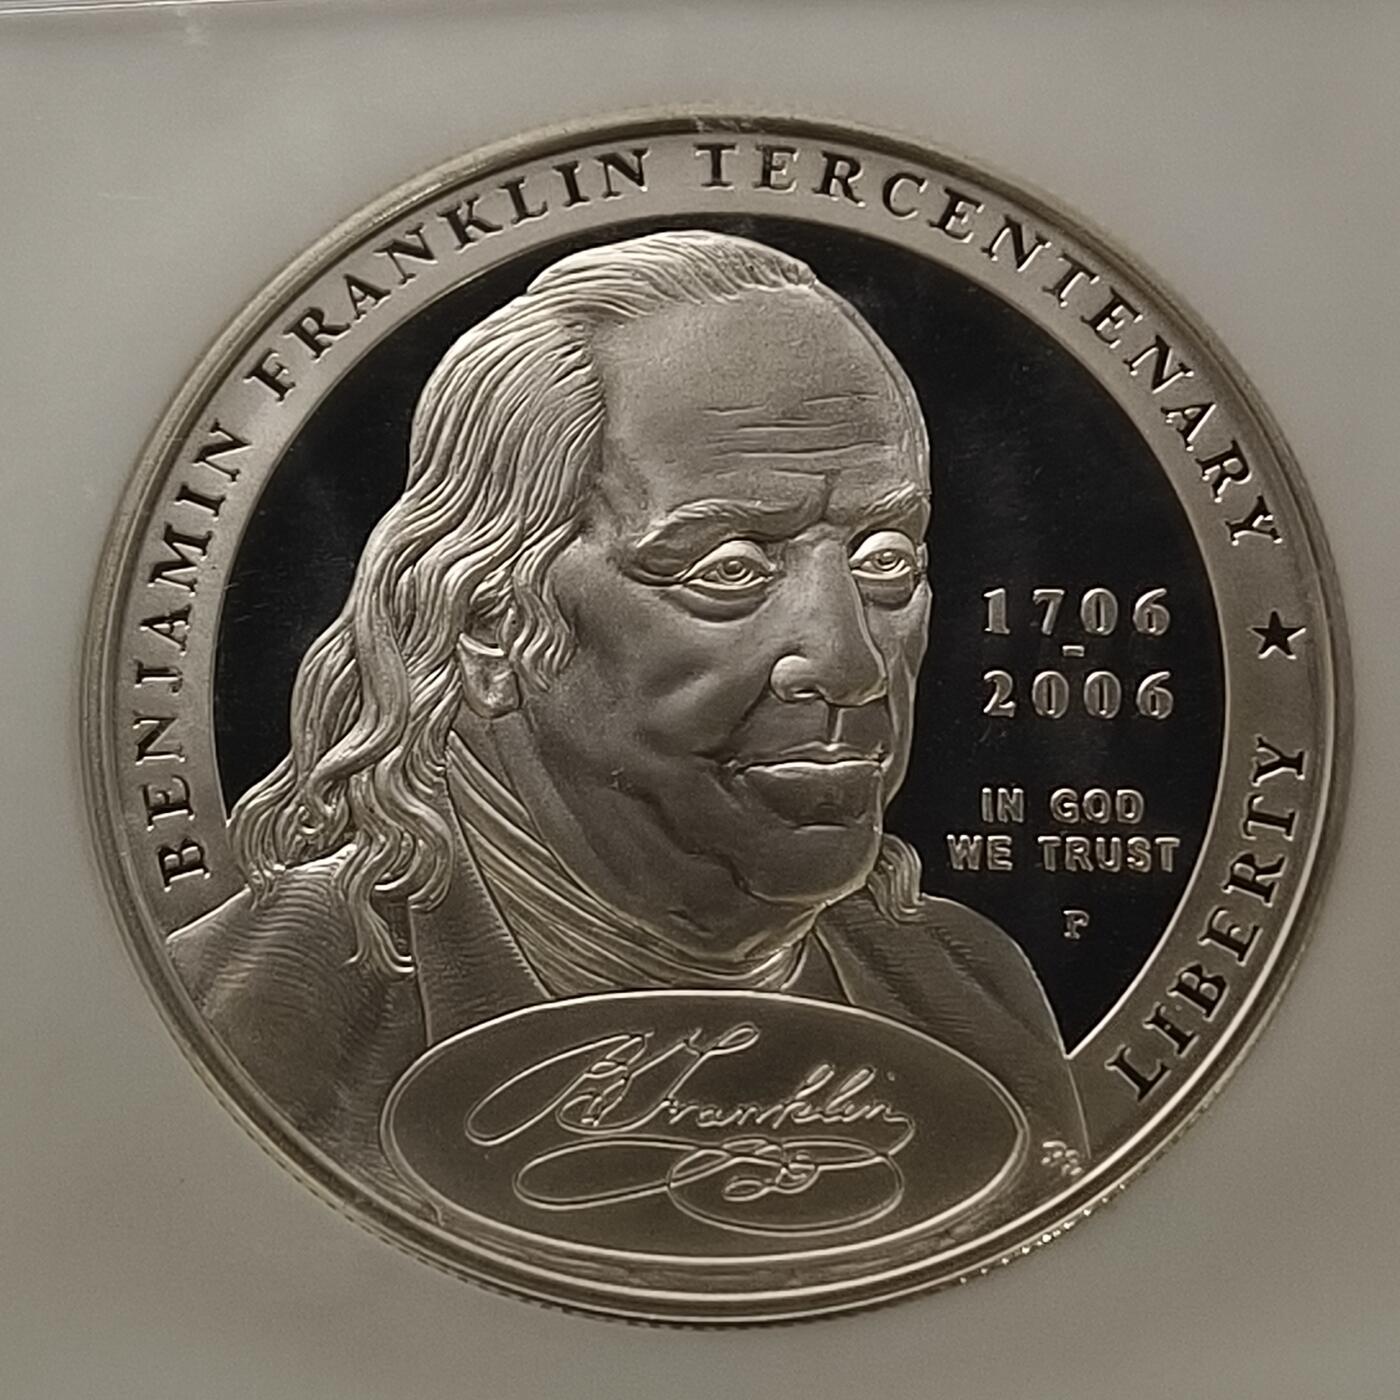 BENJAMIN FRANKLIN TERCENTENARY ★ LIBERTY
1706
-
2006
IN GOD
WE TRUST
P
B Franklin